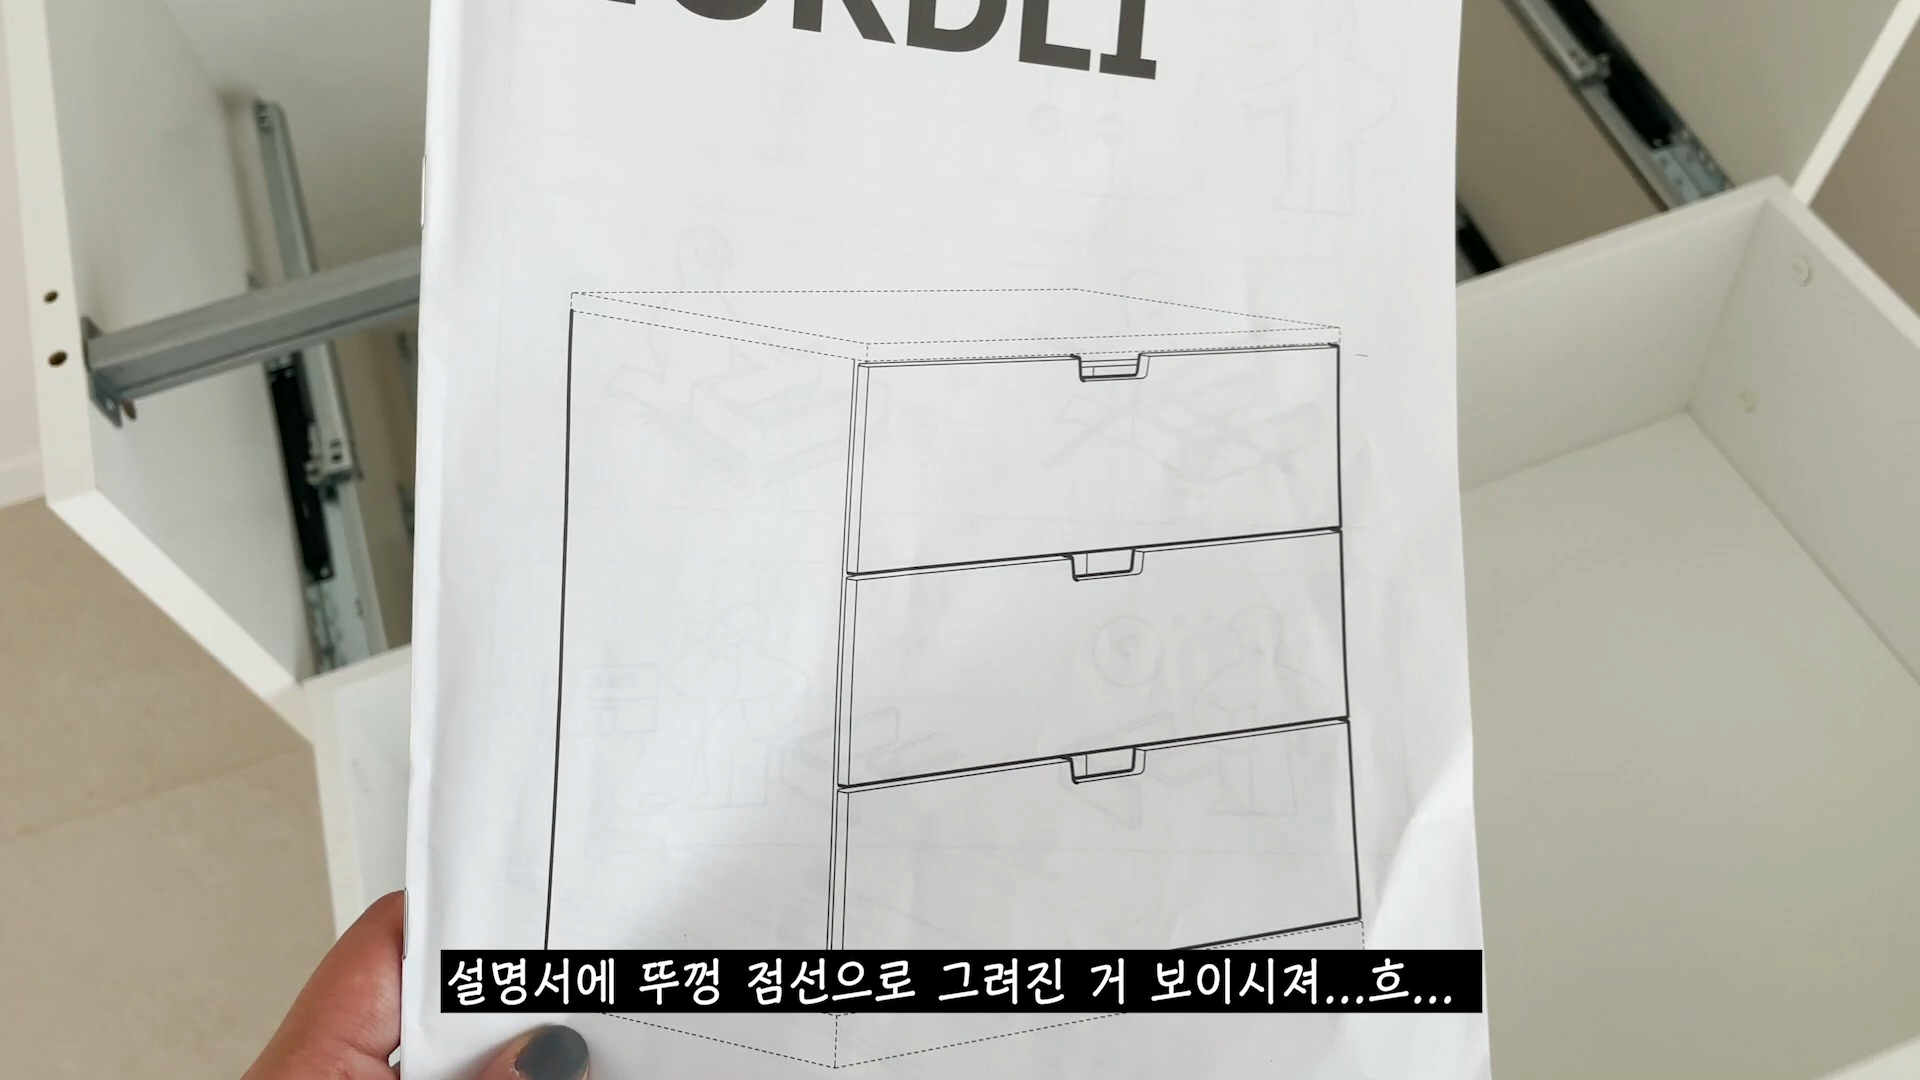 설명서에 뚜껑 점선으로 그려진 거 보이시져...흐...